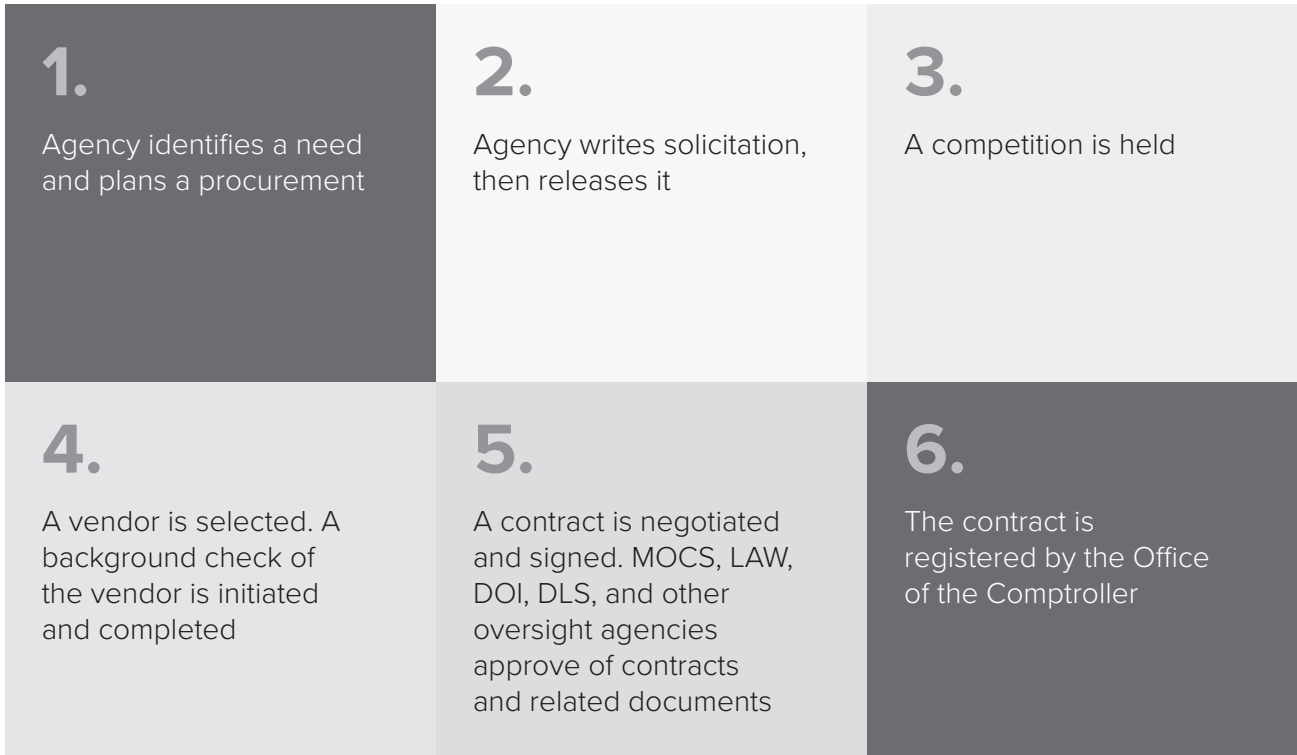 1.
Agency identifies a need
and plans a procurement
2.
Agency writes solicitation,
then releases it
3.
A competition is held
4.
A vendor is selected. A
background check of
the vendor is initiated
and completed
5.
A contract is negotiated
and signed. MOCS, LAW,
DOI, DLS, and other
oversight agencies
approve of contracts
and related documents
6.
The contract is
registered by the Office
of the Comptroller